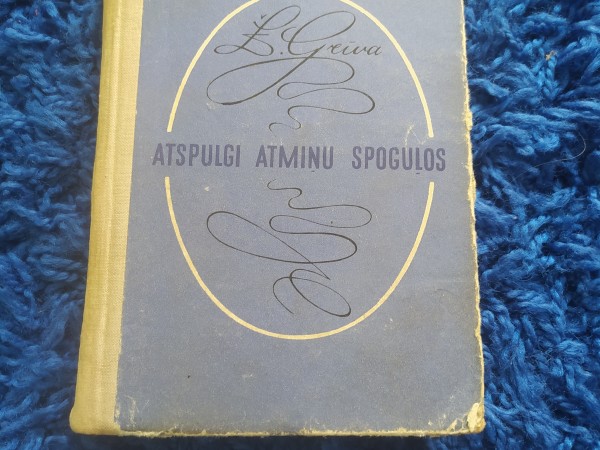 Ž. Grīva
ATSPULGI ATMIŅU SPOGUĻOS